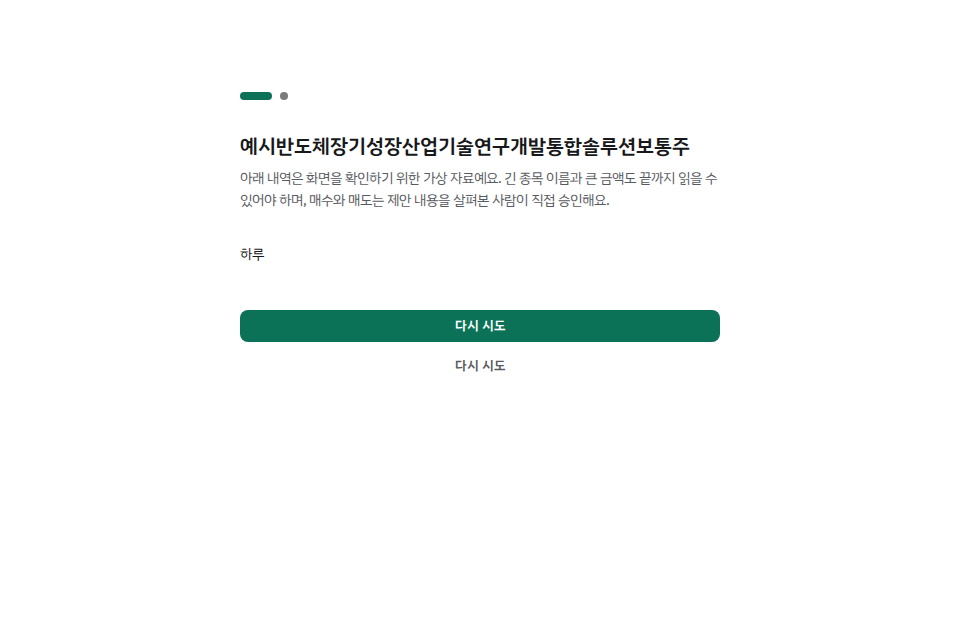 예시반도체장기성장산업기술연구개발통합솔루션보통주
아래 내역은 화면을 확인하기 위한 가상 자료예요. 긴 종목 이름과 큰 금액도 끝까지 읽을 수
있어야 하며, 매수와 매도는 제안 내용을 살펴본 사람이 직접 승인해요.
하루
다시 시도
다시 시도